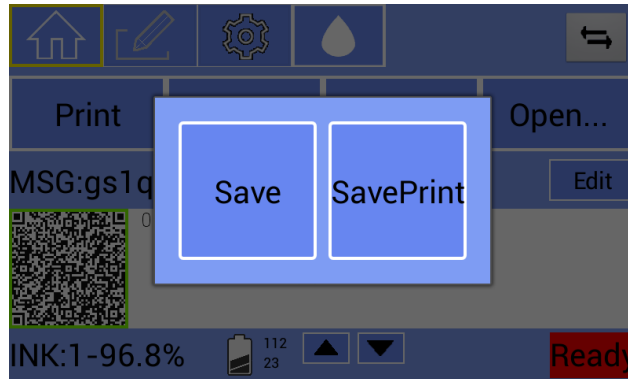 Print
Open...
Save
SavePrint
MSG:gs1q
Edit
0
INK:1-96.8%
112
23
Ready